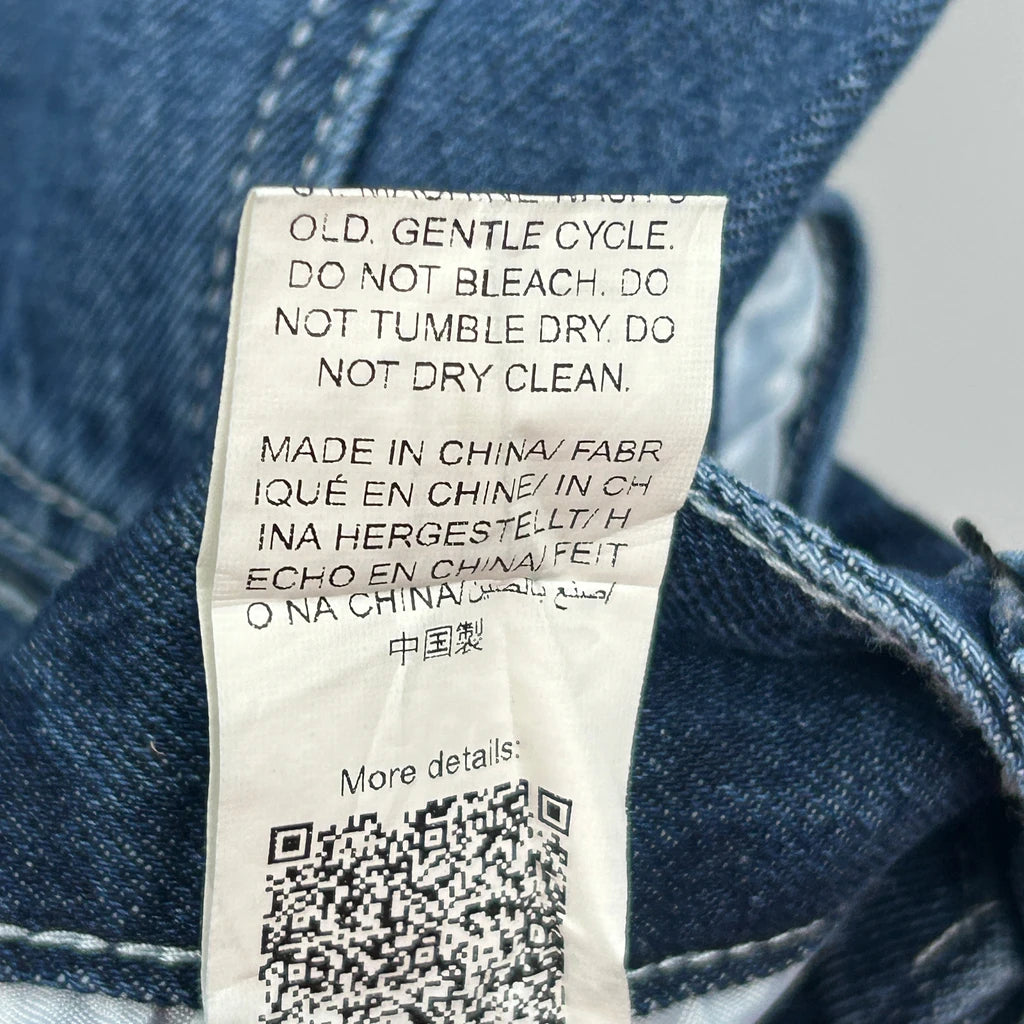 OLD. GENTLE CYCLE.
DO NOT BLEACH. DO
NOT TUMBLE DRY. DO
NOT DRY CLEAN.
MADE IN CHINA/ FABR
IQUÉ EN CHINE/ IN CH
INA HERGESTELLT/ H
ECHO EN CHINA/ FEIT
O NA CHINA/صنع بالصين/
中国製
More details: